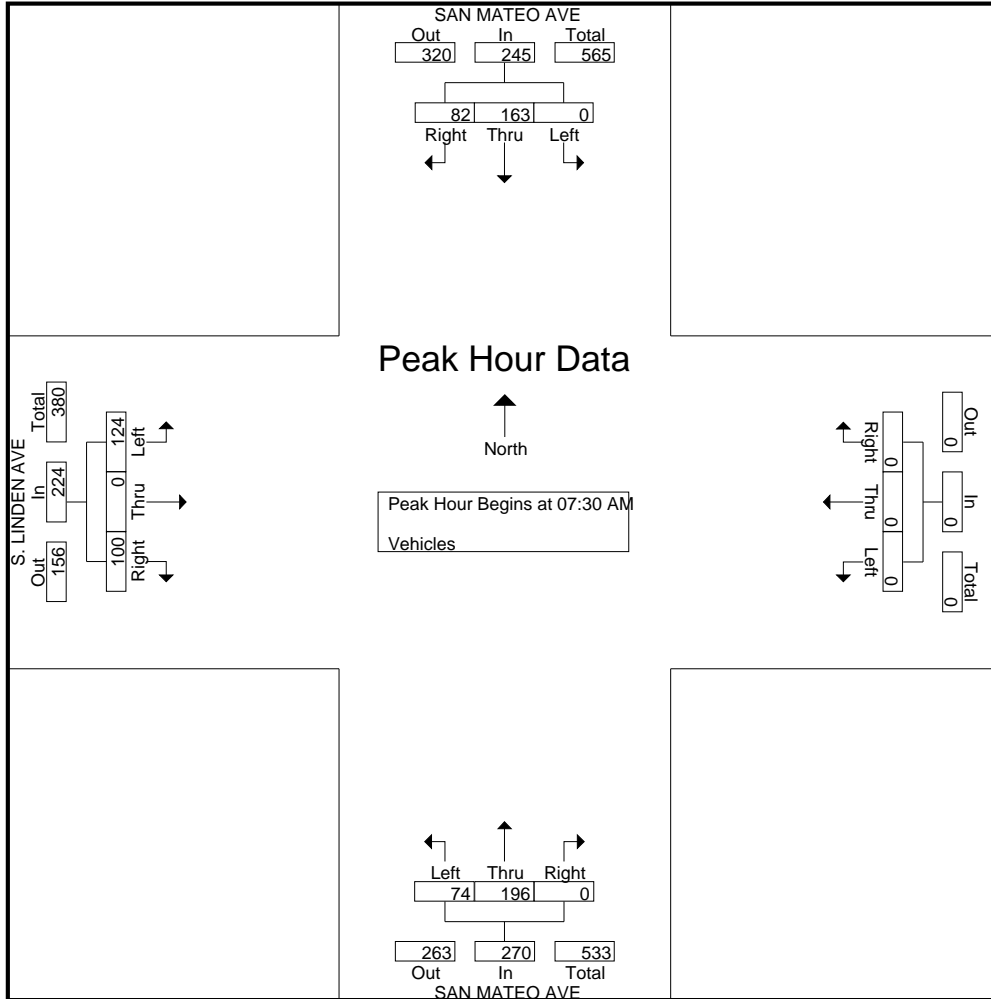 SAN MATEO AVE
Out In Total
320 245 565
82 163 0
Right Thru Left
Peak Hour Data
North
Peak Hour Begins at 07:30 AM
Vehicles
S. LINDEN AVE
Out In Total
156 224 380
100 0 124
Right Thru Left
Out In Total
0 0 0
Right Thru Left
0 0 0
Left Thru Right
74 196 0
263 270 533
Out In Total
SAN MATEO AVE